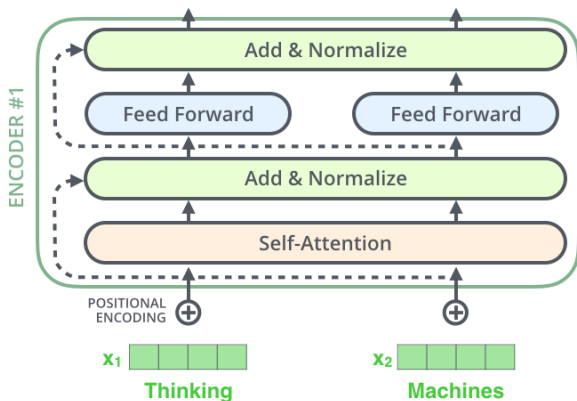 ENCODER #1
Add & Normalize
Feed Forward
Feed Forward
Add & Normalize
Self-Attention
POSITIONAL
ENCODING
x1
x2
Thinking
Machines